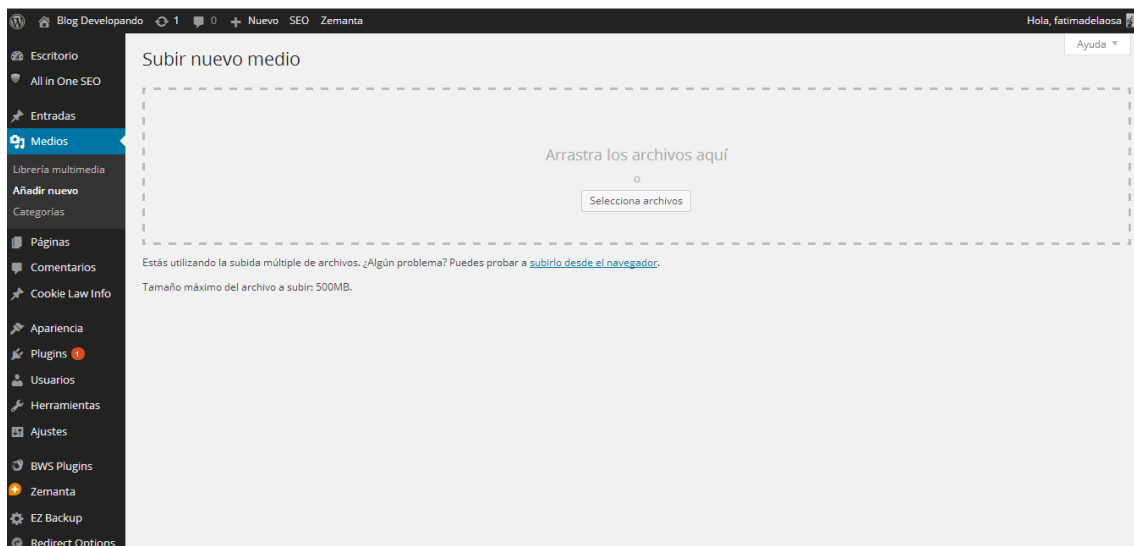 Blog Developando 1 0 + Nuevo SEO Zemanta Hola, fatimadelaosa
Ayuda
Escritorio
All in One SEO
Entradas
Medios
Librería multimedia
Añadir nuevo
Categorías
Páginas
Comentarios
Cookie Law Info
Apariencia
Plugins 1
Usuarios
Herramientas
Ajustes
BWS Plugins
Zemanta
EZ Backup
Redirect Options
Subir nuevo medio
Arrastra los archivos aquí
o
Selecciona archivos
Estás utilizando la subida múltiple de archivos. ¿Algún problema? Puedes probar a subirlo desde el navegador.
Tamaño máximo del archivo a subir: 500MB.